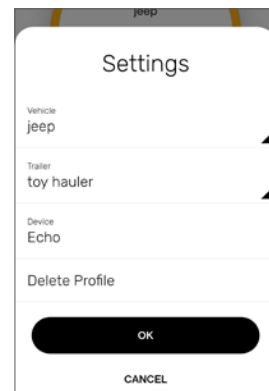 jeep
Settings
Vehicle
jeep
Trailer
toy hauler
Device
Echo
Delete Profile
OK
CANCEL